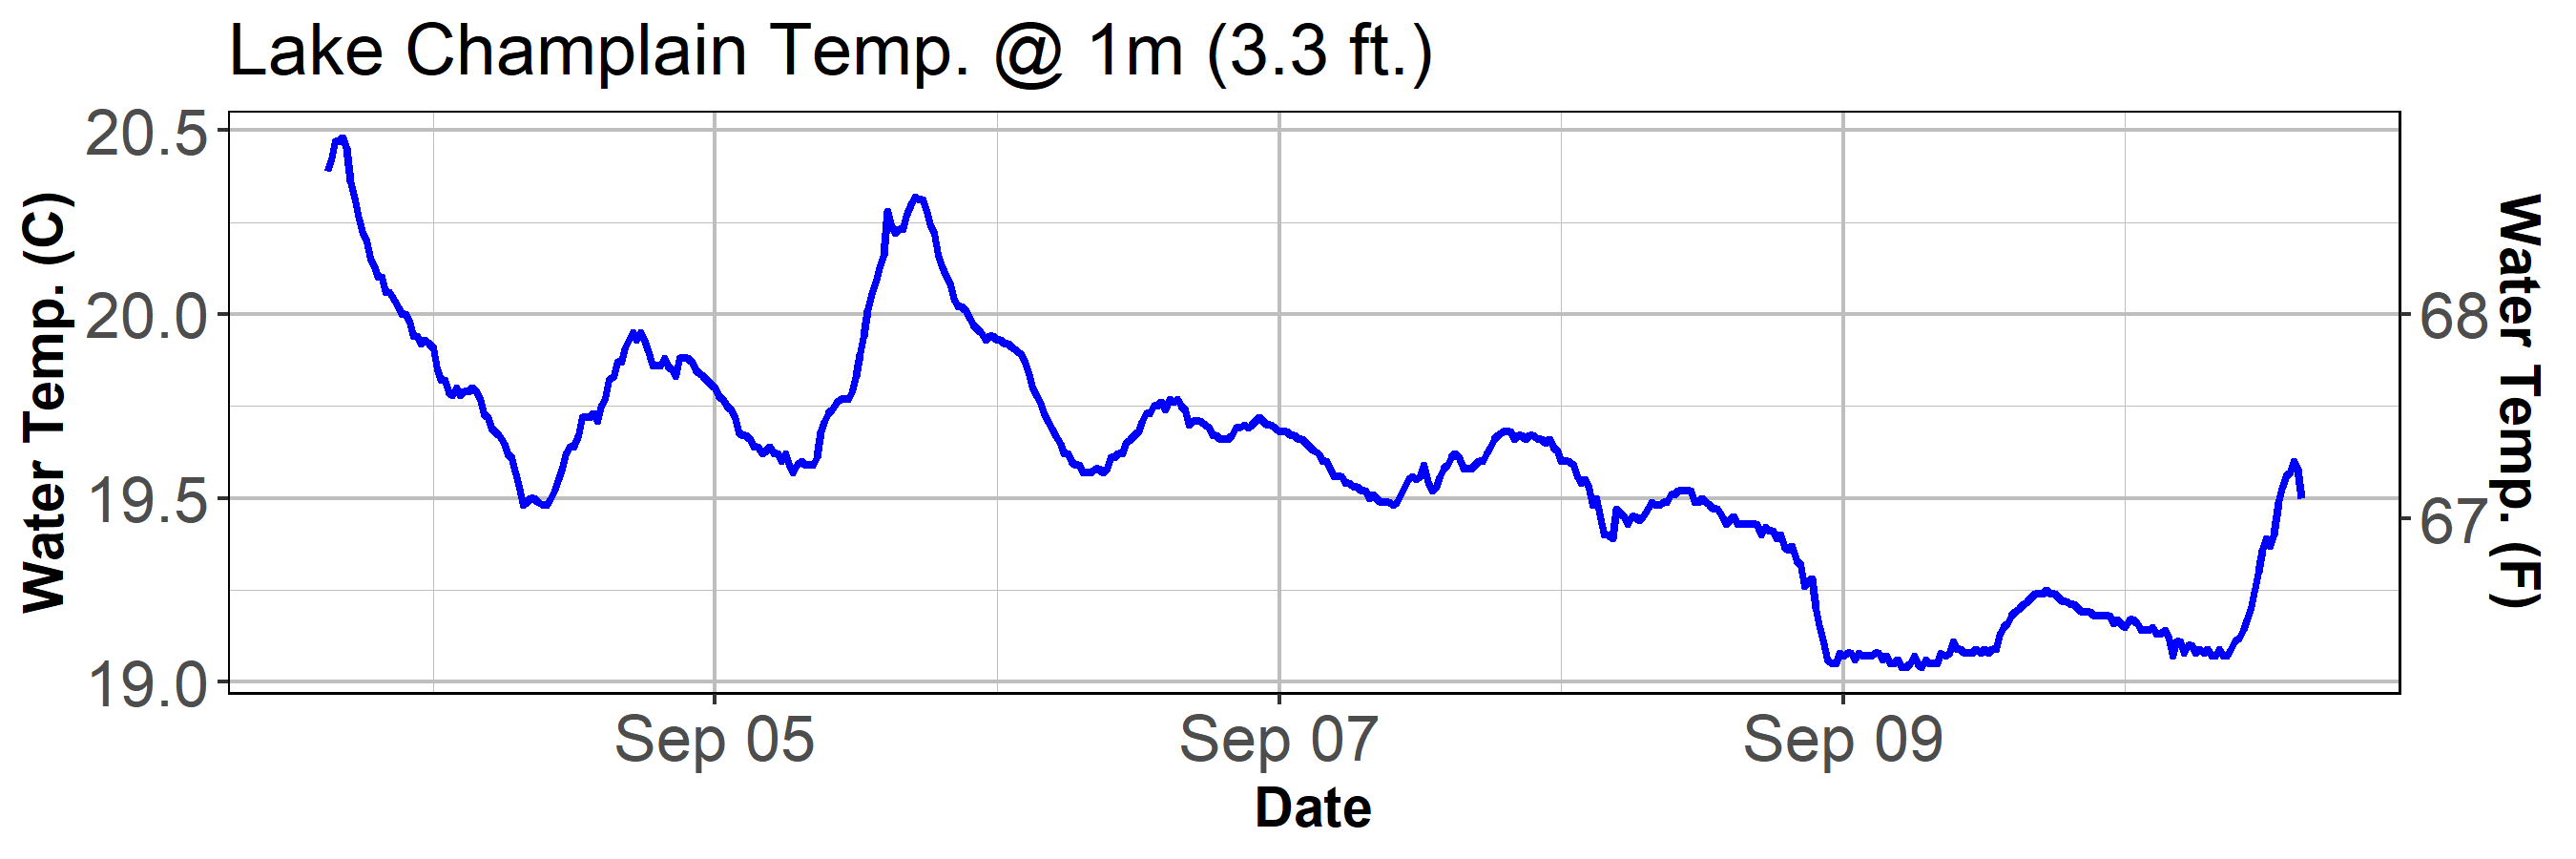 Lake Champlain Temp. @ 1m (3.3 ft.)
Water Temp. (C)
20.5
20.0
19.5
19.0
68
67
Water Temp. (F)
Sep 05
Sep 07
Sep 09
Date